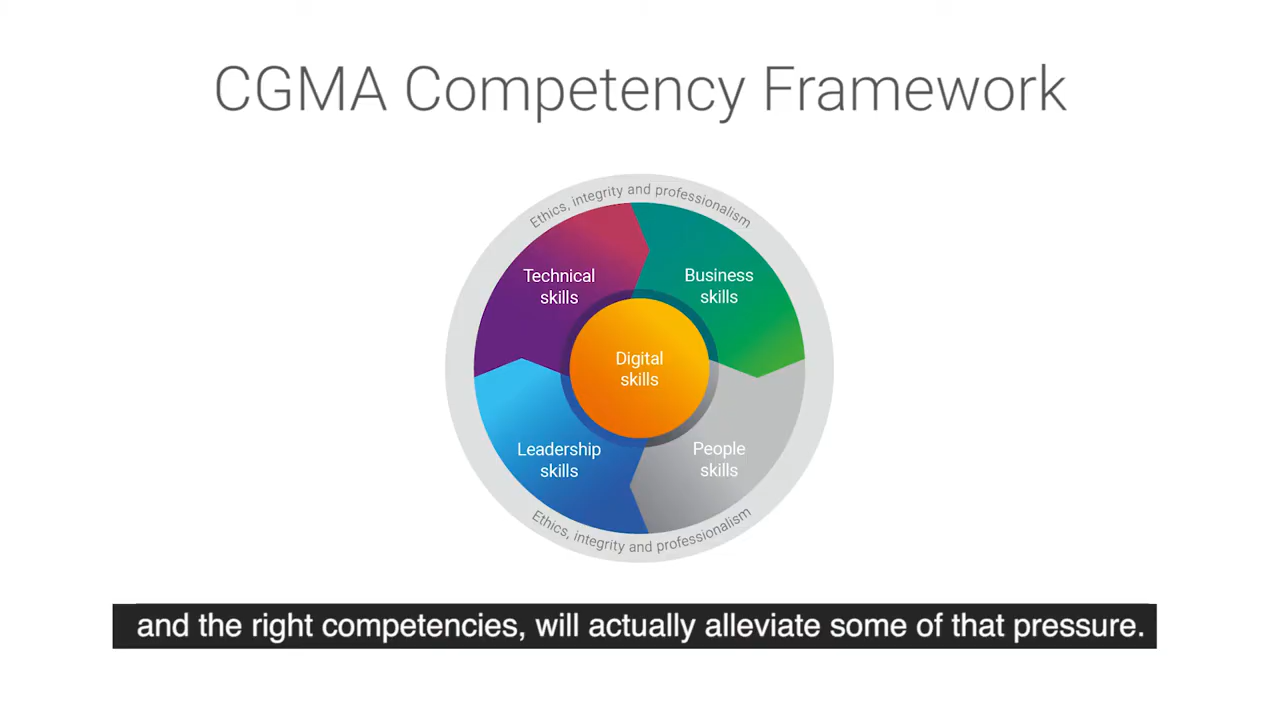 CGMA Competency Framework
Ethics, integrity and professionalism
Technical
skills
Business
skills
Digital
skills
Leadership
skills
People
skills
Ethics, integrity and professionalism
and the right competencies, will actually alleviate some of that pressure.